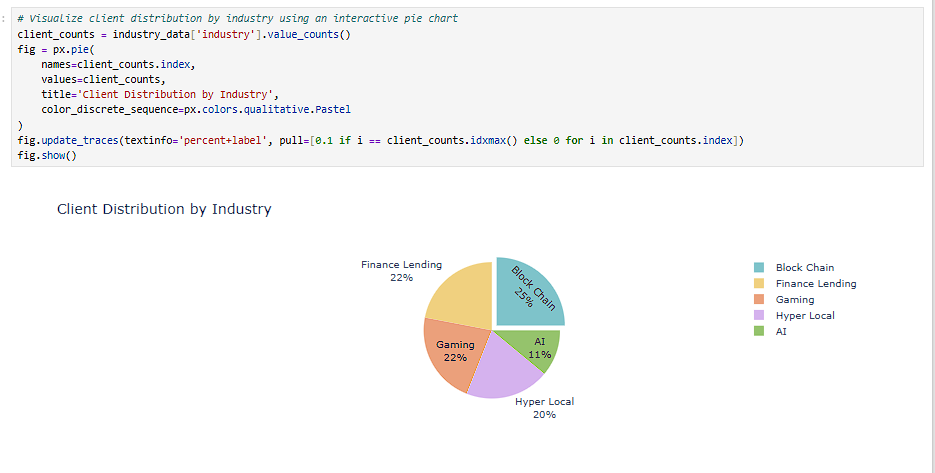 :
# Visualize client distribution by industry using an interactive pie chart
client_counts = industry_data['industry'].value_counts()
fig = px.pie(
    names=client_counts.index,
    values=client_counts,
    title='Client Distribution by Industry',
    color_discrete_sequence=px.colors.qualitative.Pastel
)
fig.update_traces(textinfo='percent+label', pull=[0.1 if i == client_counts.idxmax() else 0 for i in client_counts.index])
fig.show()
Client Distribution by Industry
Finance Lending
22%
Block Chain
25%
Gaming
22%
AI
11%
Hyper Local
20%
Block Chain
Finance Lending
Gaming
Hyper Local
AI